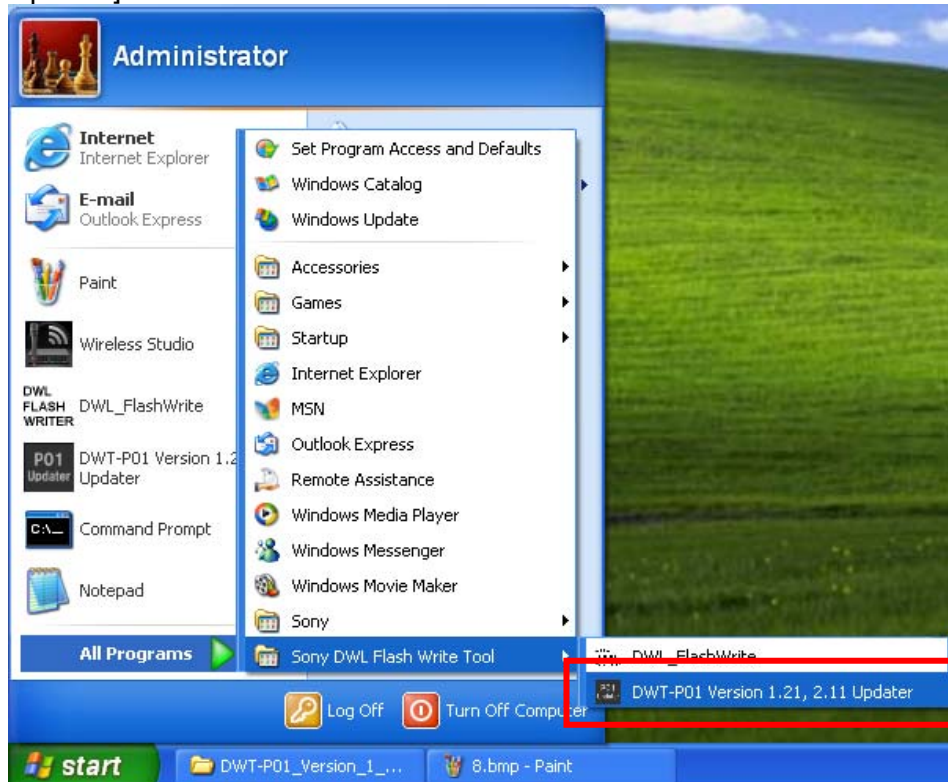 Administrator
Internet
Internet Explorer
E-mail
Outlook Express
Paint
Wireless Studio
DWL
FLASH
WRITER
DWL_FlashWrite
P01
Updater
DWT-P01 Version 1.2
Updater
C:\_
Command Prompt
Notepad
All Programs
Set Program Access and Defaults
Windows Catalog
Windows Update
Accessories
Games
Startup
Internet Explorer
MSN
Outlook Express
Remote Assistance
Windows Media Player
Windows Messenger
Windows Movie Maker
Sony
Sony DWL Flash Write Tool
DWL_FlashWrite
DWT-P01 Version 1.21, 2.11 Updater
Log Off
Turn Off Computer
start
DWT-P01_Version_1_...
8.bmp - Paint